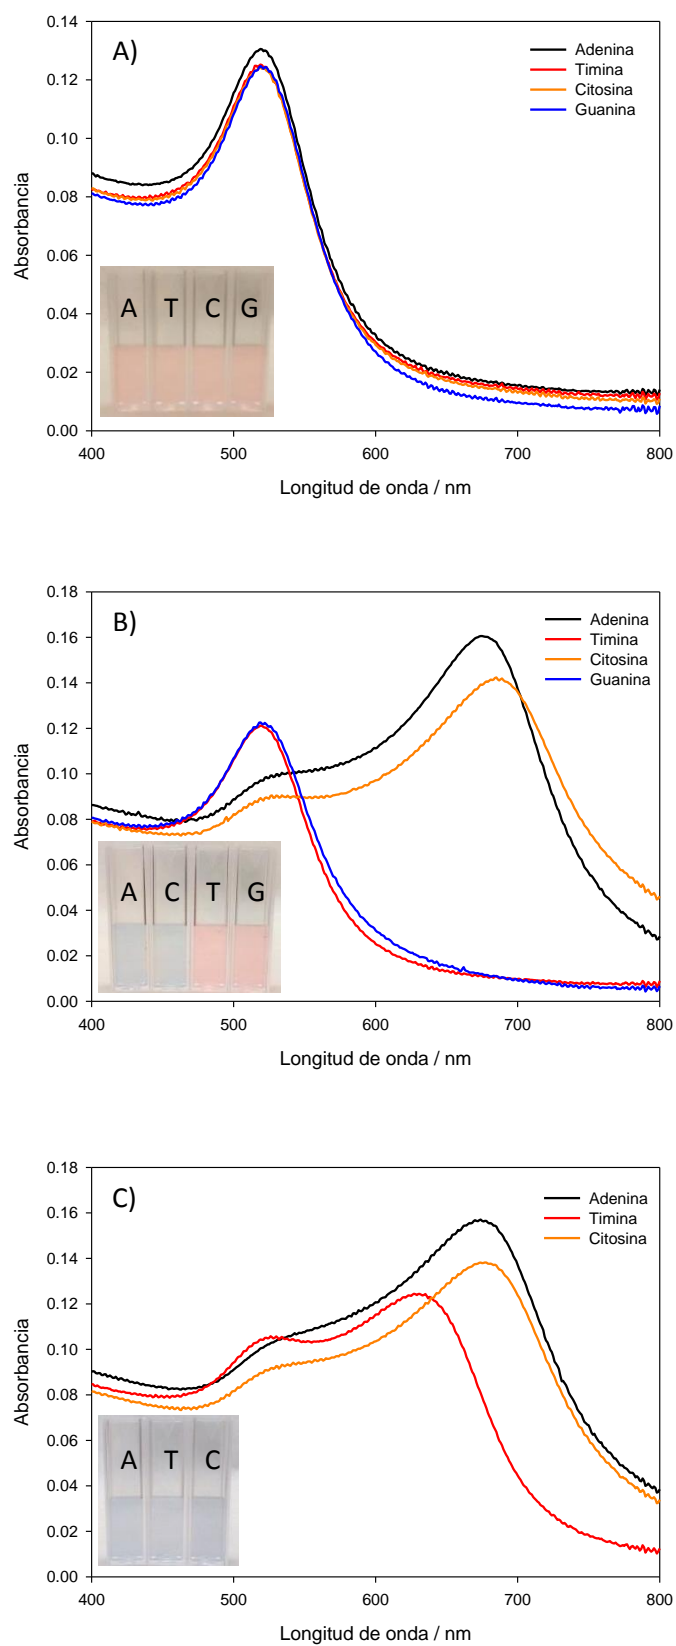 A)
Adenina
Timina
Citosina
Guanina
0.14
0.12
0.10
0.08
0.06
0.04
0.02
0.00
Absorbancia
A T C G
400 500 600 700 800
Longitud de onda / nm
B)
Adenina
Timina
Citosina
Guanina
0.18
0.16
0.14
0.12
0.10
0.08
0.06
0.04
0.02
0.00
Absorbancia
A C T G
400 500 600 700 800
Longitud de onda / nm
C)
Adenina
Timina
Citosina
0.18
0.16
0.14
0.12
0.10
0.08
0.06
0.04
0.02
0.00
Absorbancia
A T C
400 500 600 700 800
Longitud de onda / nm